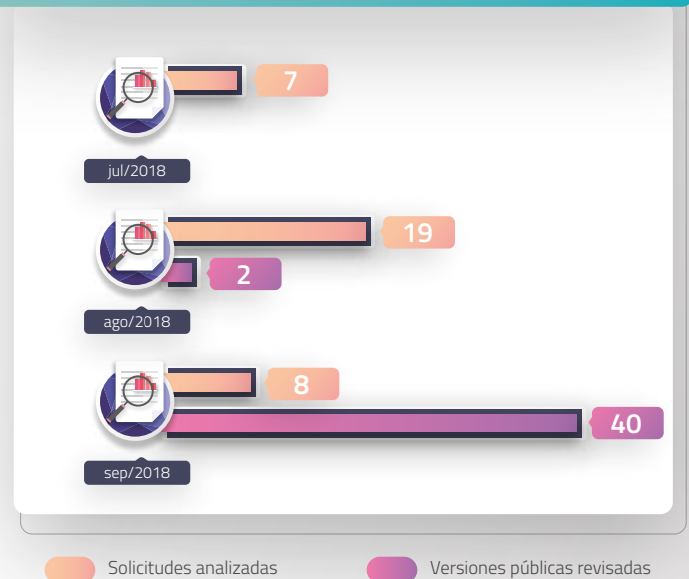 7
jul/2018
19
2
ago/2018
8
40
sep/2018
Solicitudes analizadas
Versiones públicas revisadas